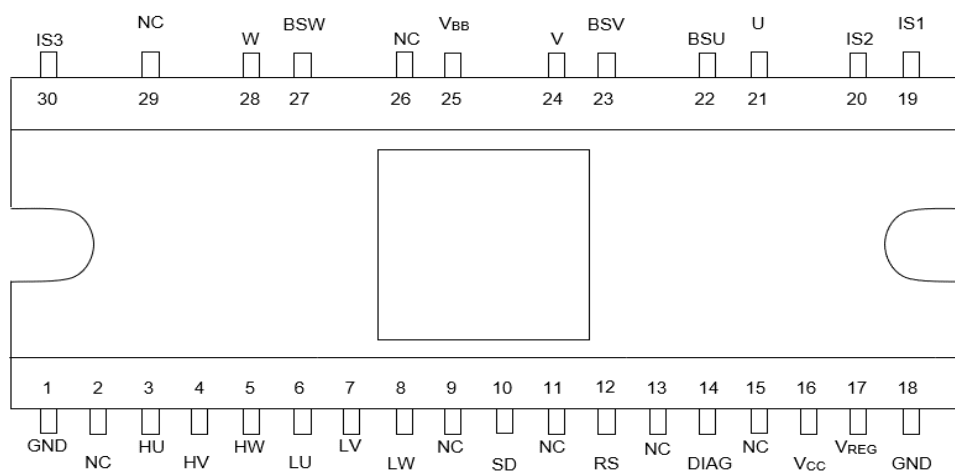 NC BSW VBB BSV U IS1
IS3 W NC V BSU IS2
30 29 28 27 26 25 24 23 22 21 20 19
1 2 3 4 5 6 7 8 9 10 11 12 13 14 15 16 17 18
GND HU HW LV NC NC NC VREG
NC HV LU LW SD RS NC DIAG VCC GND